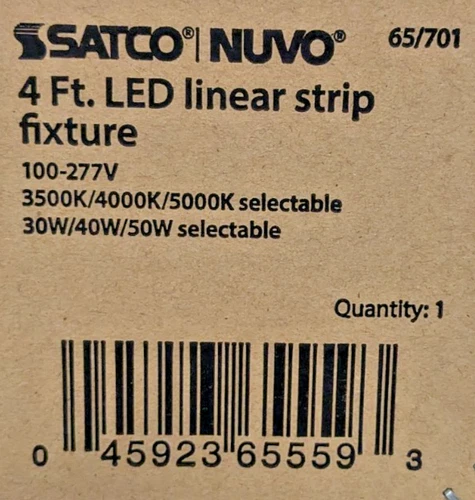 SATCO® | NUVO® 65/701
4 Ft. LED linear strip
fixture
100-277V
3500K/4000K/5000K selectable
30W/40W/50W selectable
Quantity: 1
0 45923 65559 3